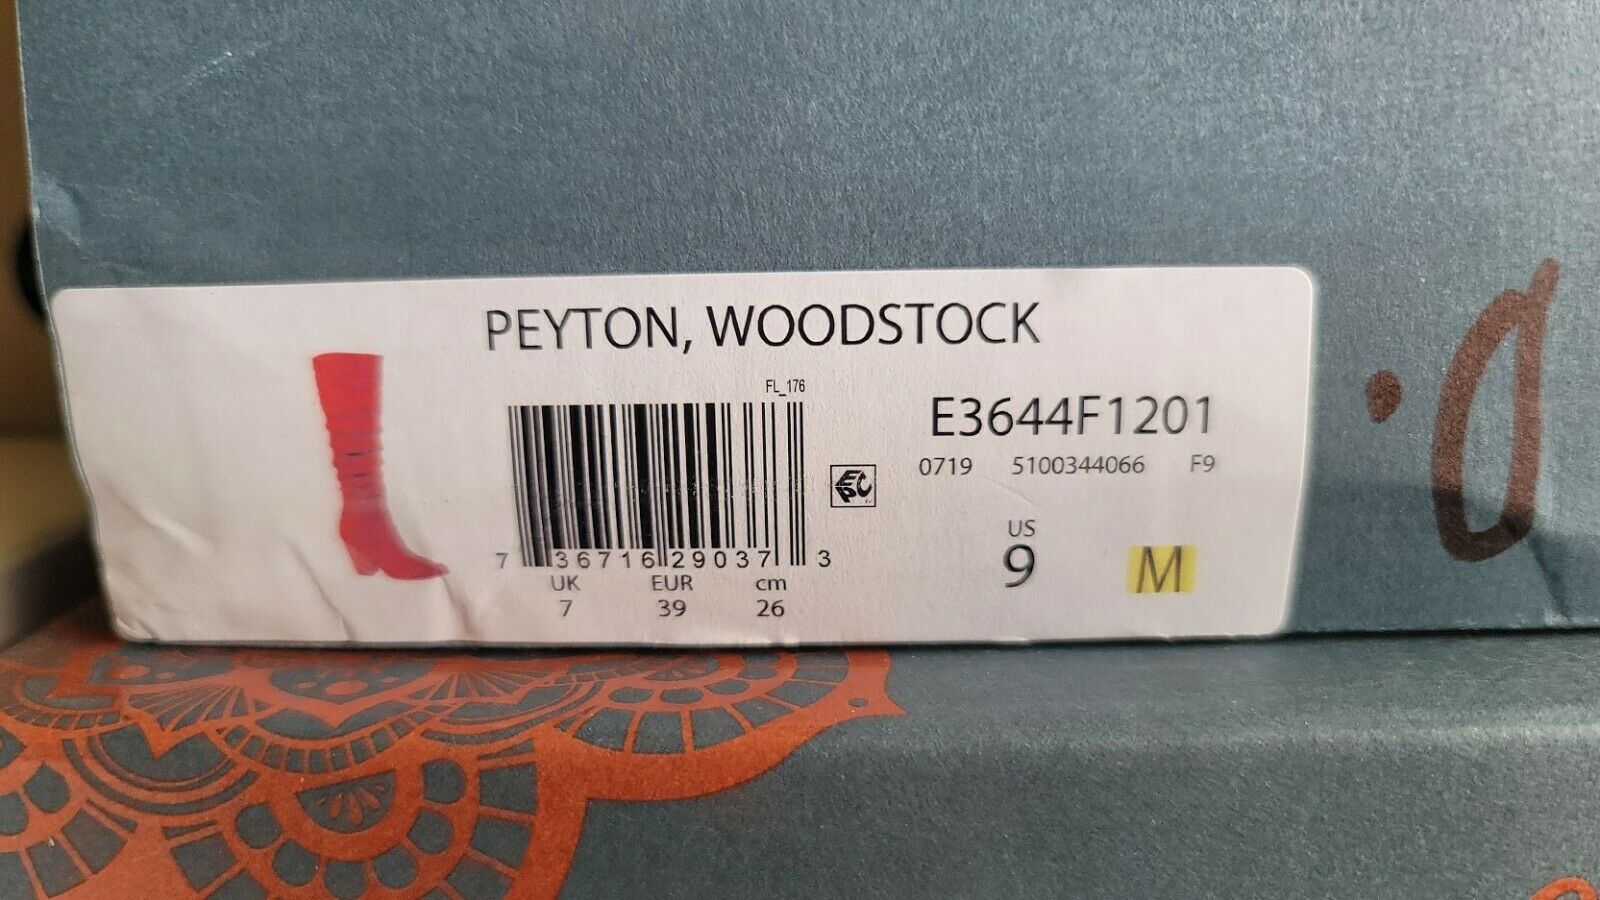 PEYTON, WOODSTOCK
FL_176
E3644F1201
0719 5100344066 F9
EPC
7 36716 29037 3
UK EUR cm
7 39 26
US
9 M